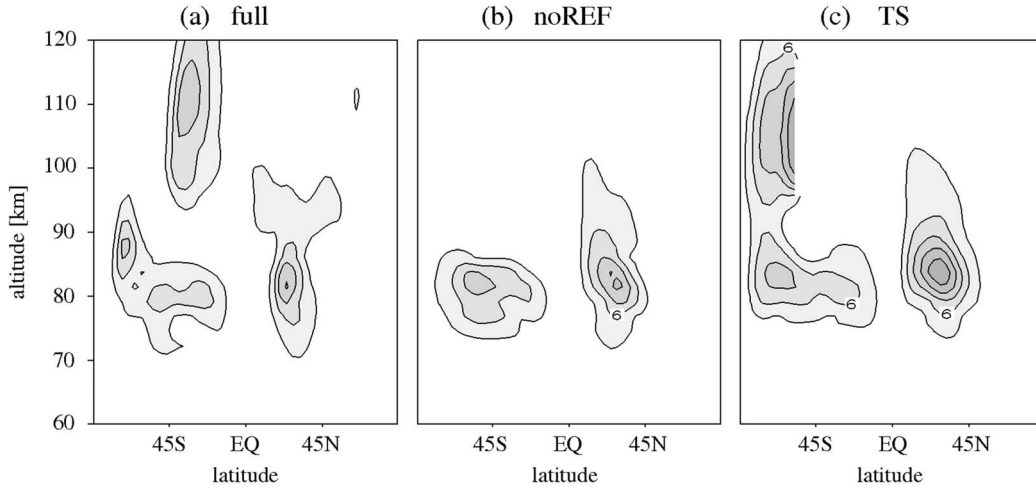 (a) full
(b) noREF
(c) TS
altitude [km]
120
110
100
90
80
70
60
6
6
6
6
45S EQ 45N
45S EQ 45N
45S EQ 45N
latitude
latitude
latitude